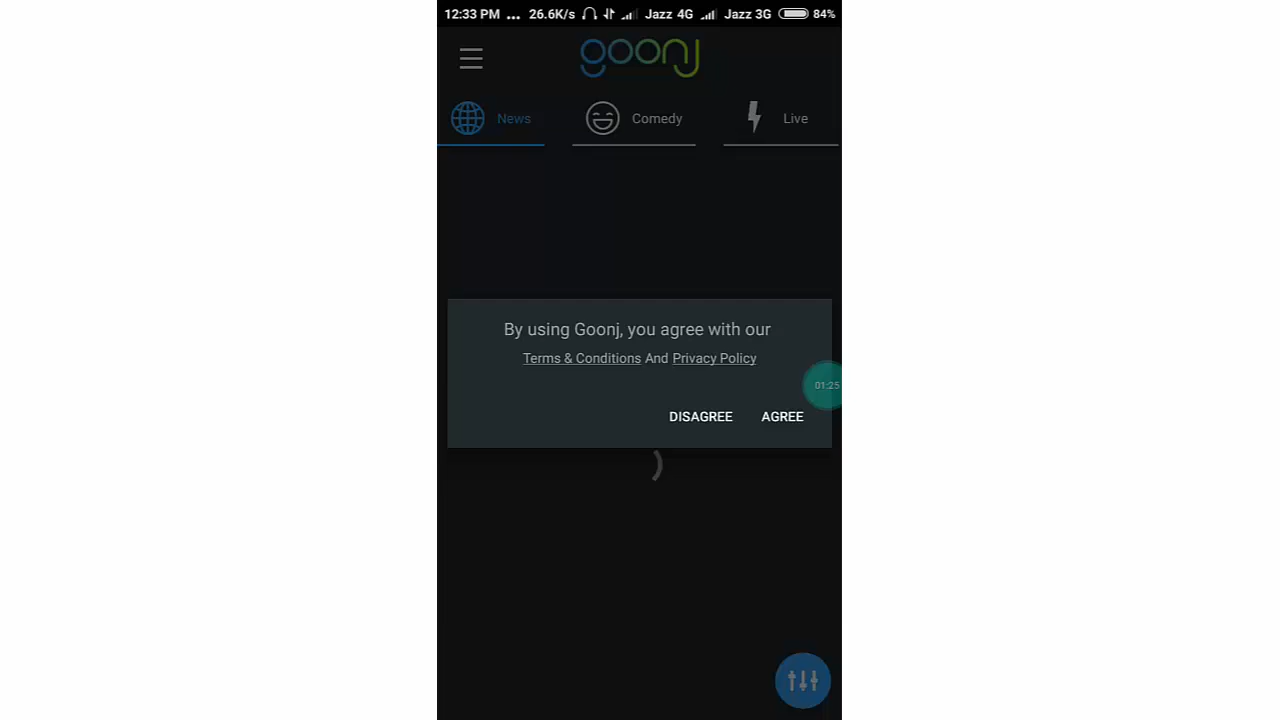 12:33 PM ... 26.6K/s Jazz 4G Jazz 3G 84%
goonj
News Comedy Live
By using Goonj, you agree with our
Terms & Conditions And Privacy Policy
01:25
DISAGREE AGREE